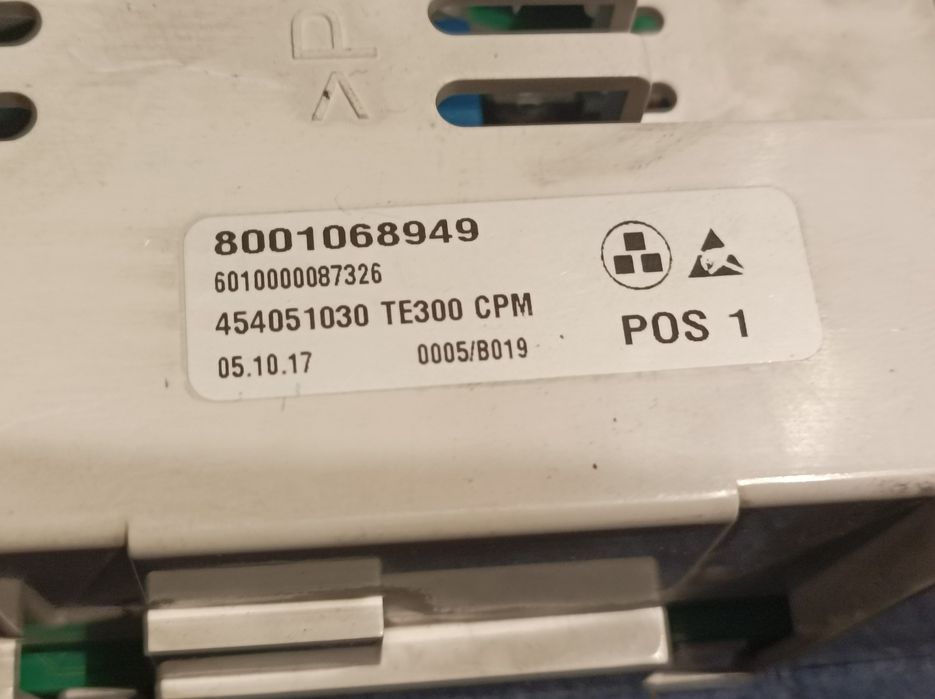 8001068949
6010000087326
454051030 TE300 CPM
05.10.17 0005/B019
POS 1